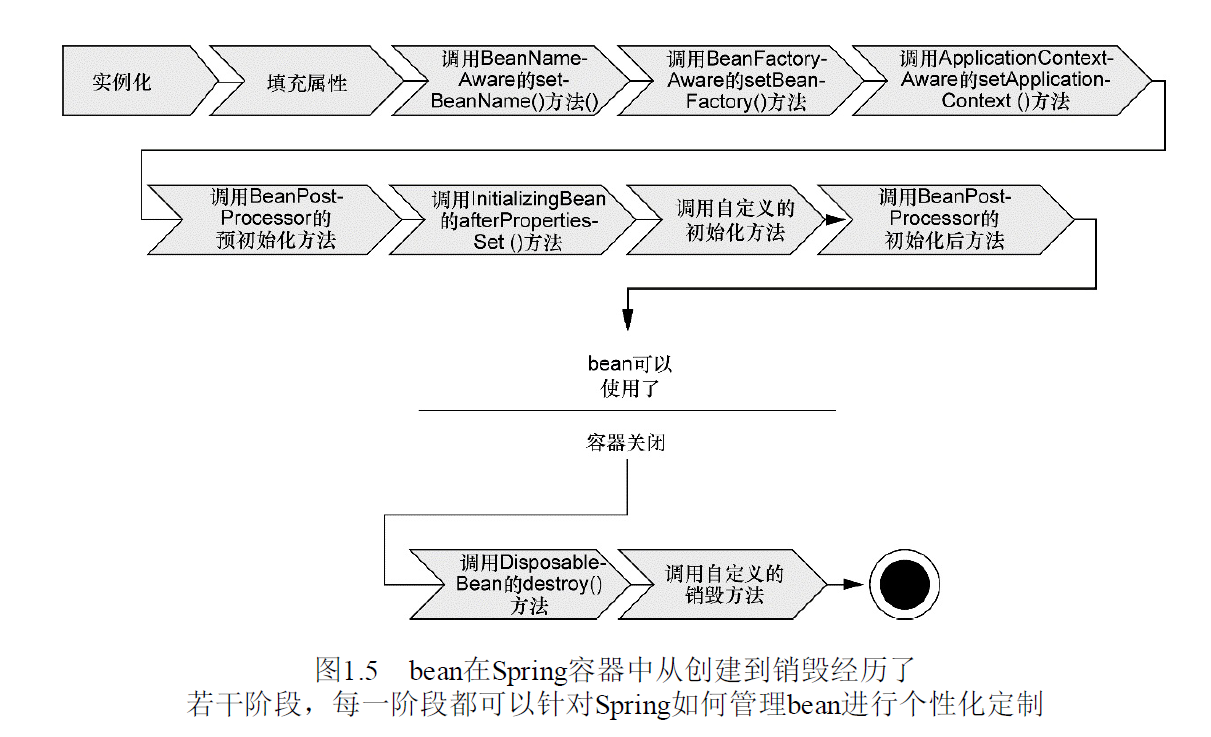 实例化
填充属性
调用BeanName-
Aware的set-
BeanName()方法()
调用BeanFactory-
Aware的setBean-
Factory()方法
调用ApplicationContext-
Aware的setApplication-
Context ()方法
调用BeanPost-
Processor的
预初始化方法
调用InitializingBean
的afterProperties-
Set ()方法
调用自定义的
初始化方法
调用BeanPost-
Processor的
初始化后方法
bean可以
使用了
容器关闭
调用Disposable-
Bean的destroy()
方法
调用自定义的
销毁方法
图1.5 bean在Spring容器中从创建到销毁经历了
若干阶段，每一阶段都可以针对Spring如何管理bean进行个性化定制